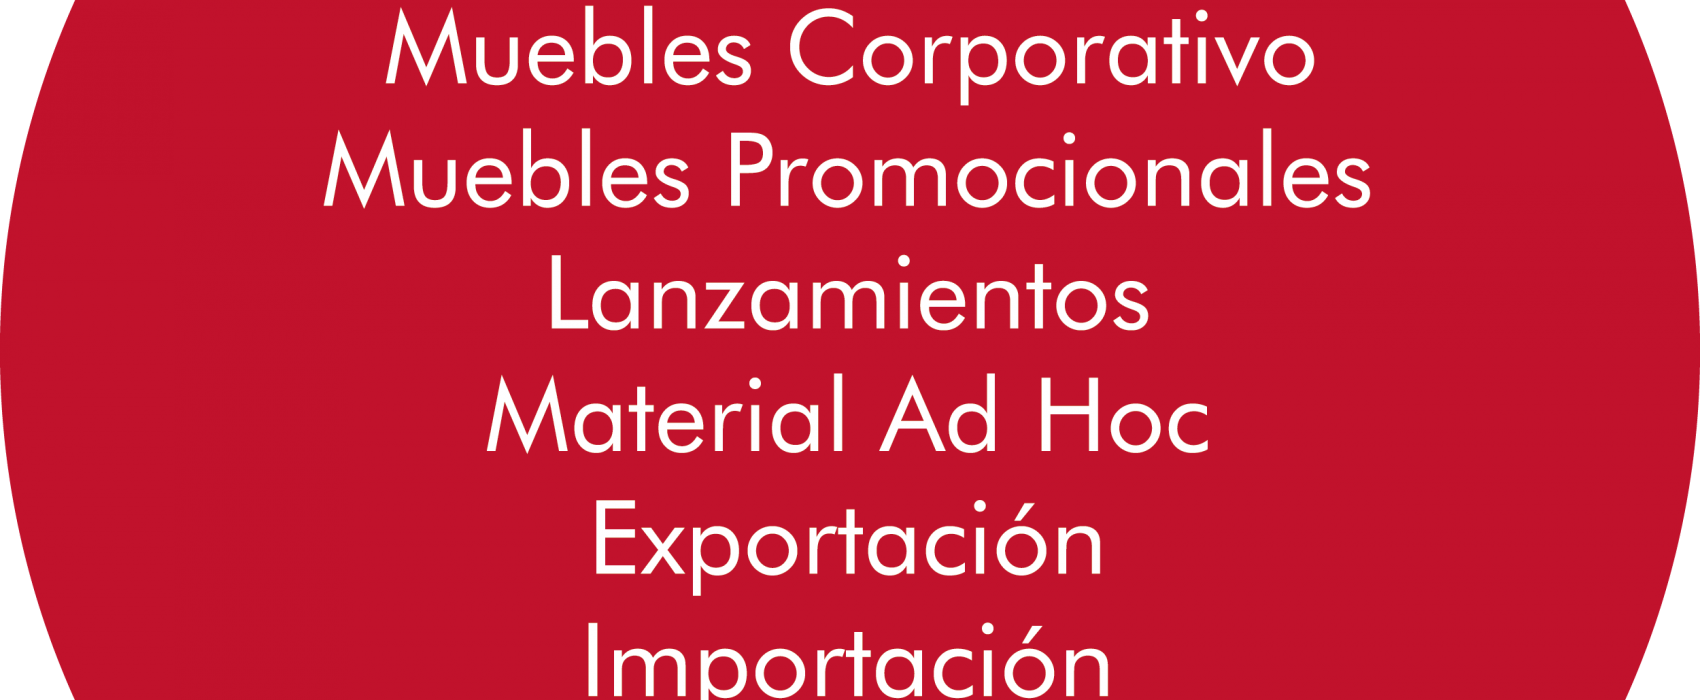 Muebles Corporativo
Muebles Promocionales
Lanzamientos
Material Ad Hoc
Exportación
Importación